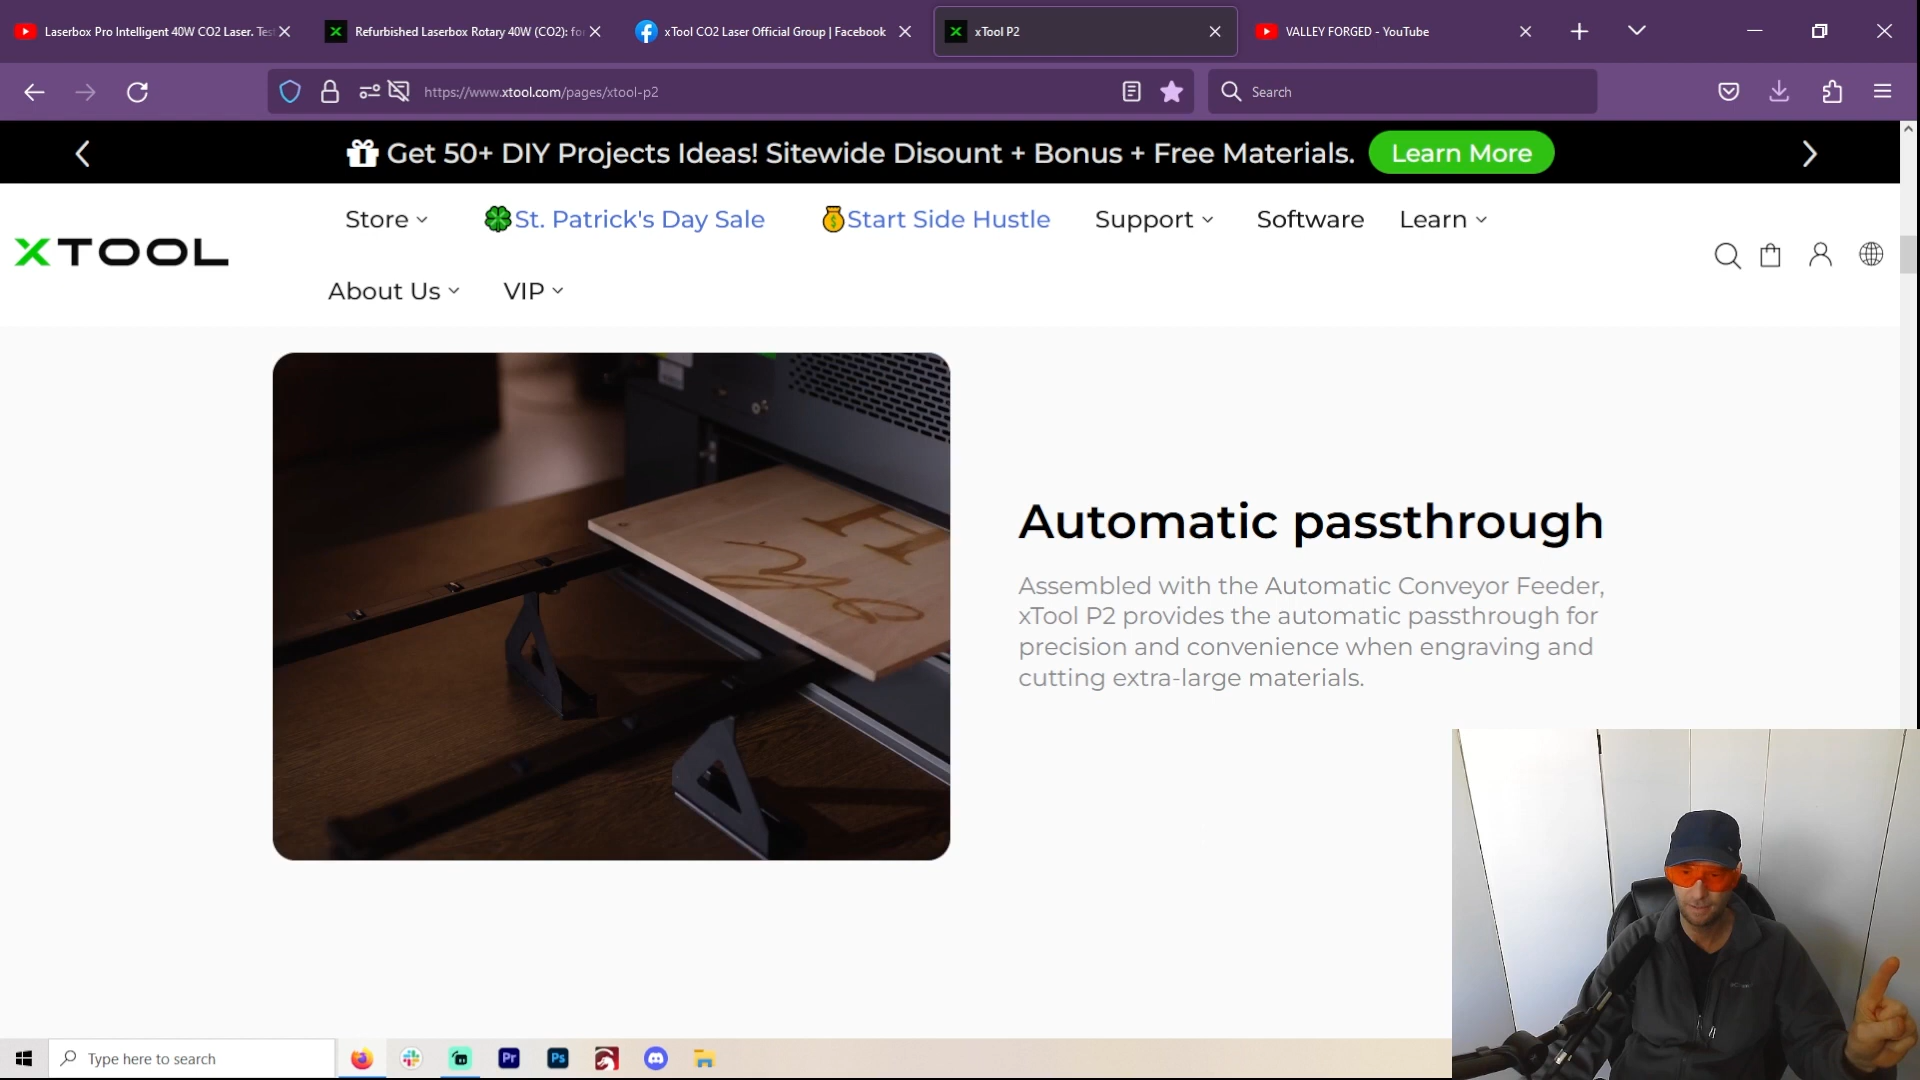 Laserbox Pro Intelligent 40W CO2 Laser. Tes
Refurbished Laserbox Rotary 40W (CO2): fo
xTool CO2 Laser Official Group | Facebook
xTool P2
VALLEY FORGED - YouTube
https://www.xtool.com/pages/xtool-p2
Search
Get 50+ DIY Projects Ideas! Sitewide Disount + Bonus + Free Materials.
Learn More
Store
St. Patrick's Day Sale
Start Side Hustle
Support
Software
Learn
XTOOL
About Us
VIP
Automatic passthrough
Assembled with the Automatic Conveyor Feeder,
xTool P2 provides the automatic passthrough for
precision and convenience when engraving and
cutting extra-large materials.
Type here to search
Pr
Ps